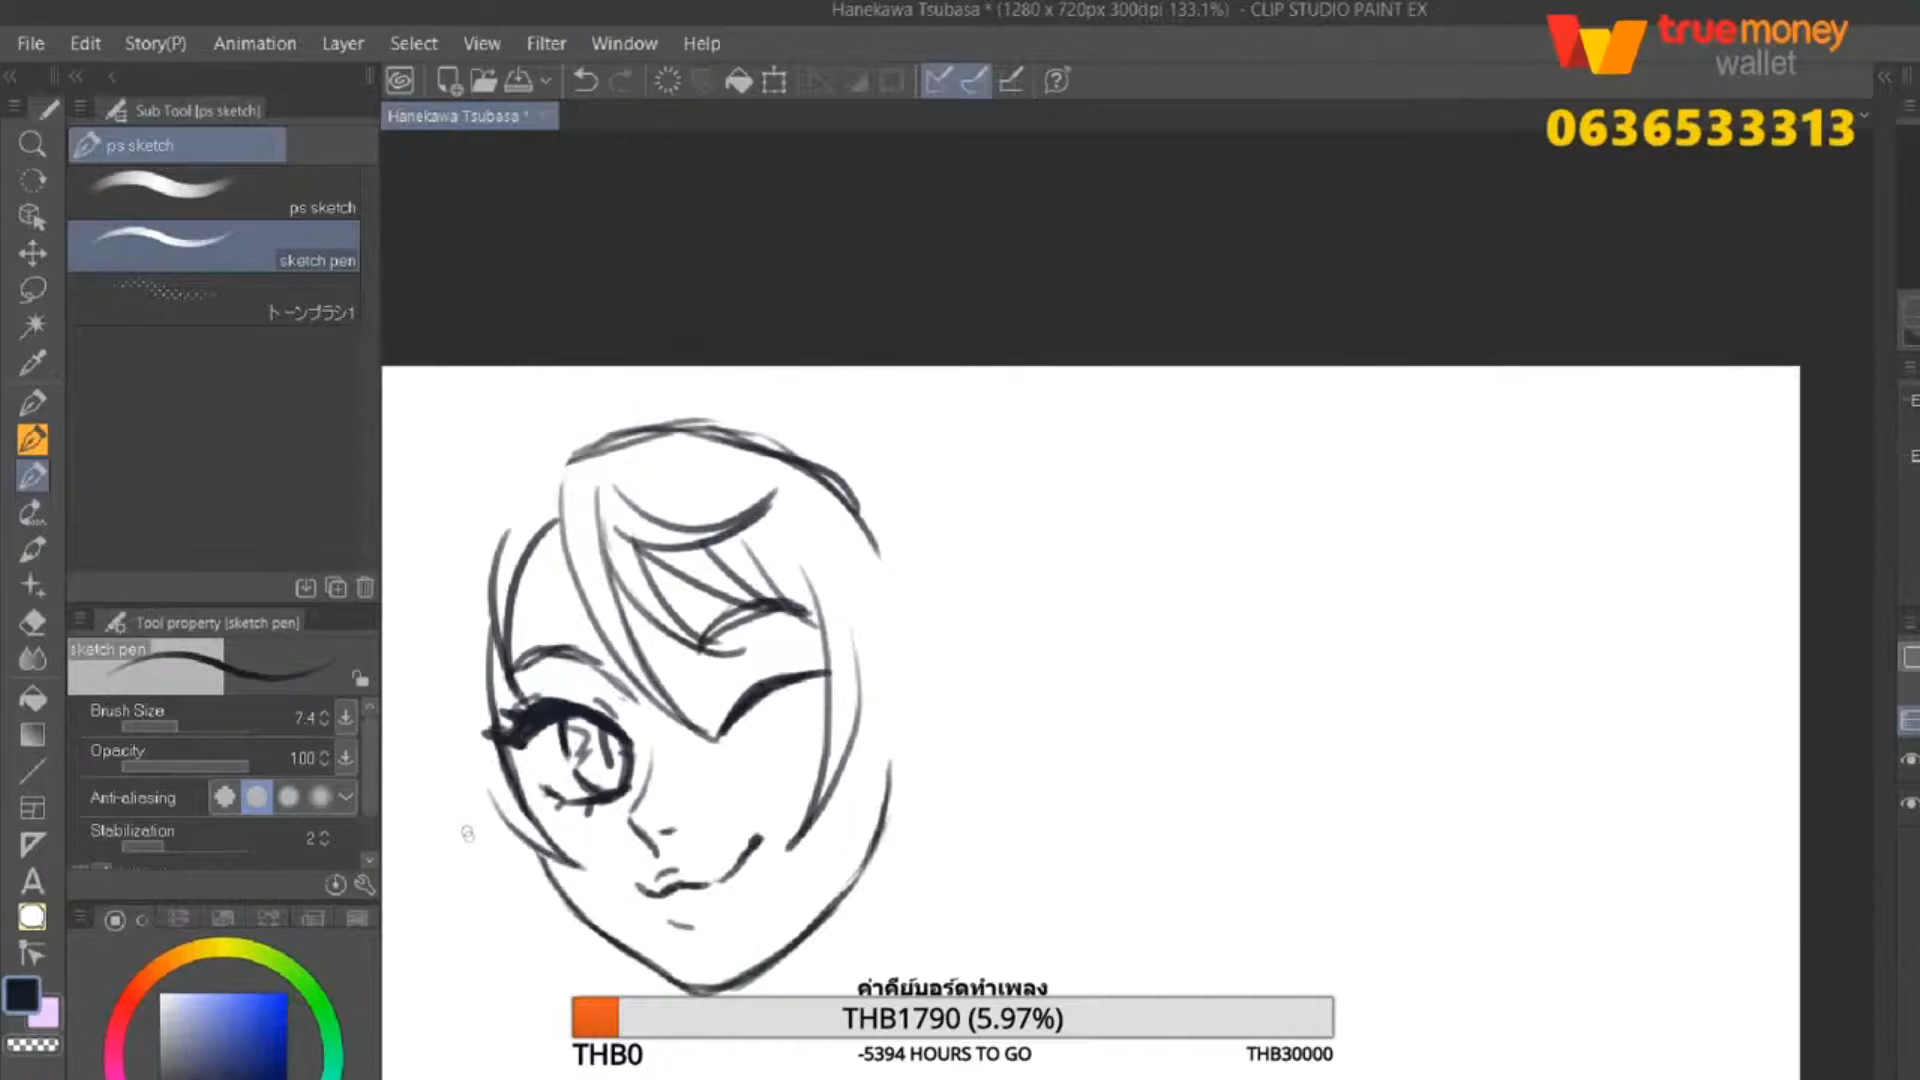 Hanekawa Tsubasa * (1280 x 720px 300dpi 133.1%) - CLIP STUDIO PAINT EX
File Edit Story(P) Animation Layer Select View Filter Window Help
truemoney
wallet
0636533313
Sub Tool [ps sketch]
Hanekawa Tsubasa *
ps sketch
ps sketch
sketch pen
トーンブラシ1
Tool property [sketch pen]
sketch pen
Brush Size 7.4
Opacity 100
Anti-aliasing
Stabilization 2
ค่าคีย์บอร์ดทำเพลง
THB1790 (5.97%)
THB0 -5394 HOURS TO GO THB30000